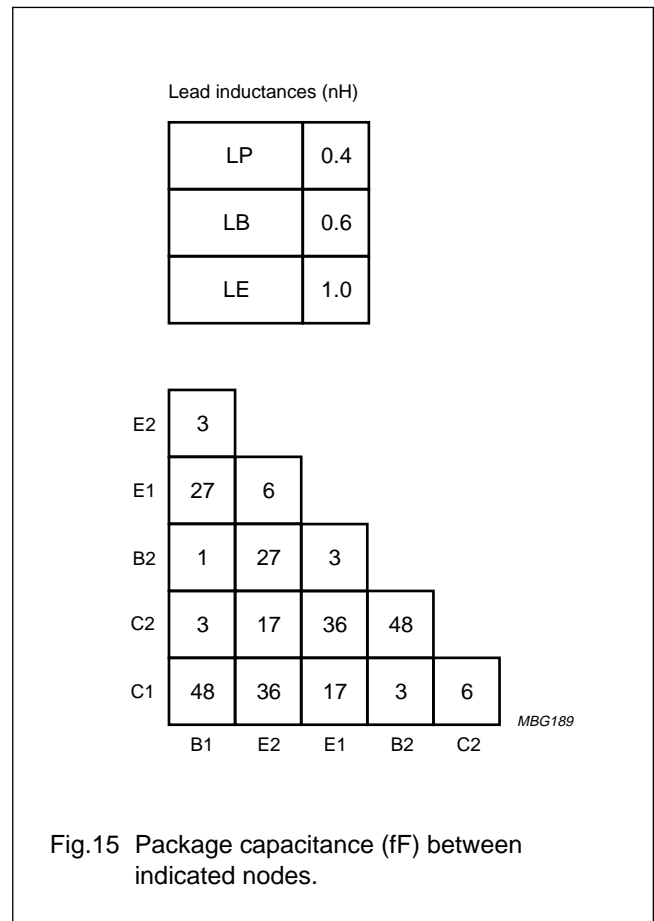 Lead inductances (nH)
LP 0.4
LB 0.6
LE 1.0
E2 3
E1 27 6
B2 1 27 3
C2 3 17 36 48
C1 48 36 17 3 6
MBG189
B1 E2 E1 B2 C2
Fig.15 Package capacitance (fF) between
indicated nodes.